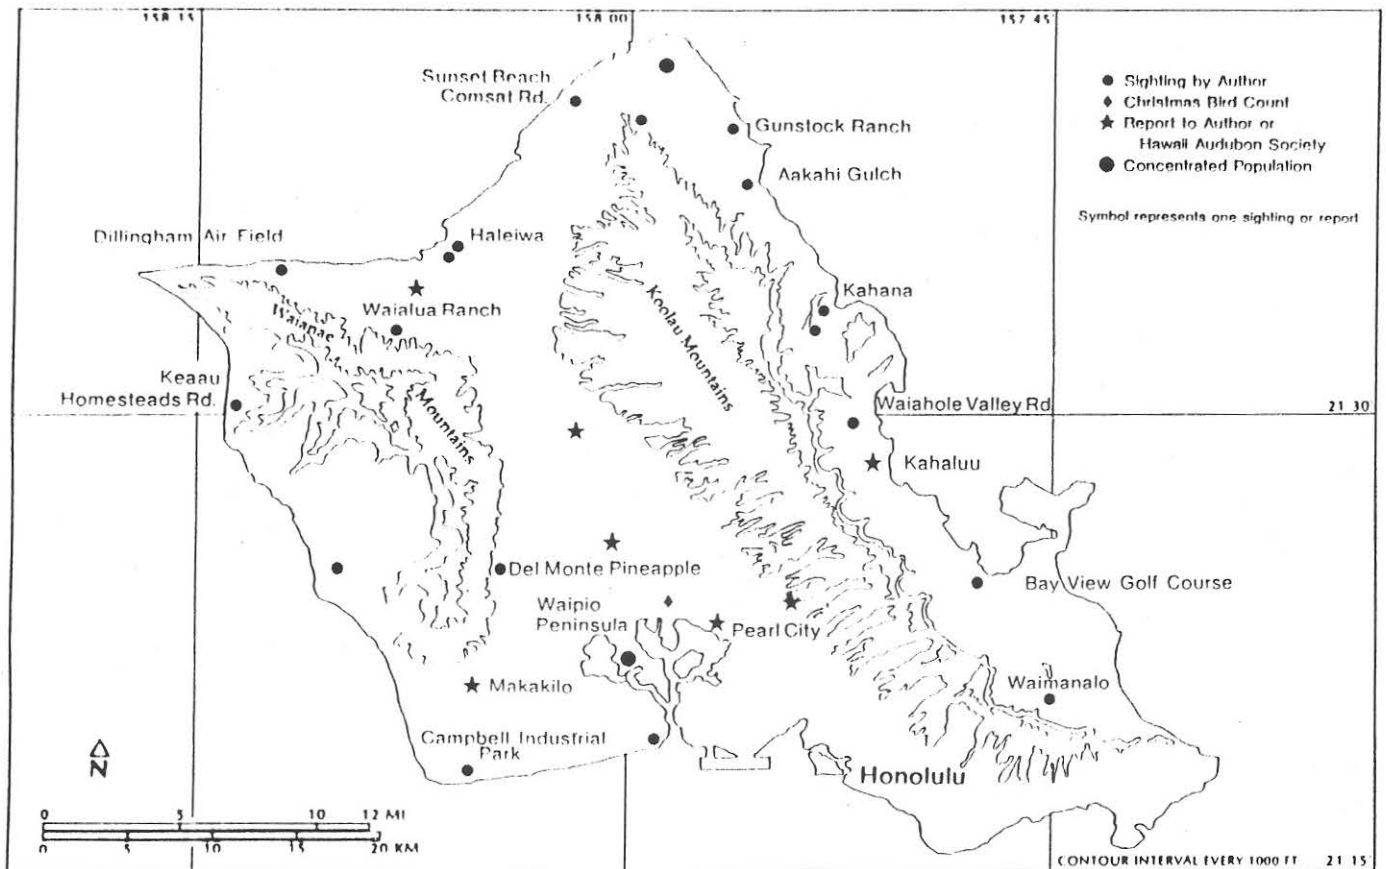 158 15
158 00
157 45
Sunset Beach
Comsat Rd.
Gunstock Ranch
Aakahi Gulch
Sighting by Author
Christmas Bird Count
Report to Author or
Hawaii Audubon Society
Concentrated Population
Symbol represents one sighting or report
Dillingham Air Field
Haleiwa
Waialua Ranch
Kahana
Waianae
Mountains
Koolau Mountains
Keaau
Homesteads Rd.
Waiahole Valley Rd
21 30
Kahaluu
Del Monte Pineapple
Bay View Golf Course
Waipio
Peninsula
Pearl City
Makakilo
Waimanalo
Campbell Industrial
Park
Honolulu
N
0 5 10 12 MI
0 5 10 15 20 KM
CONTOUR INTERVAL EVERY 1000 FT
21 15